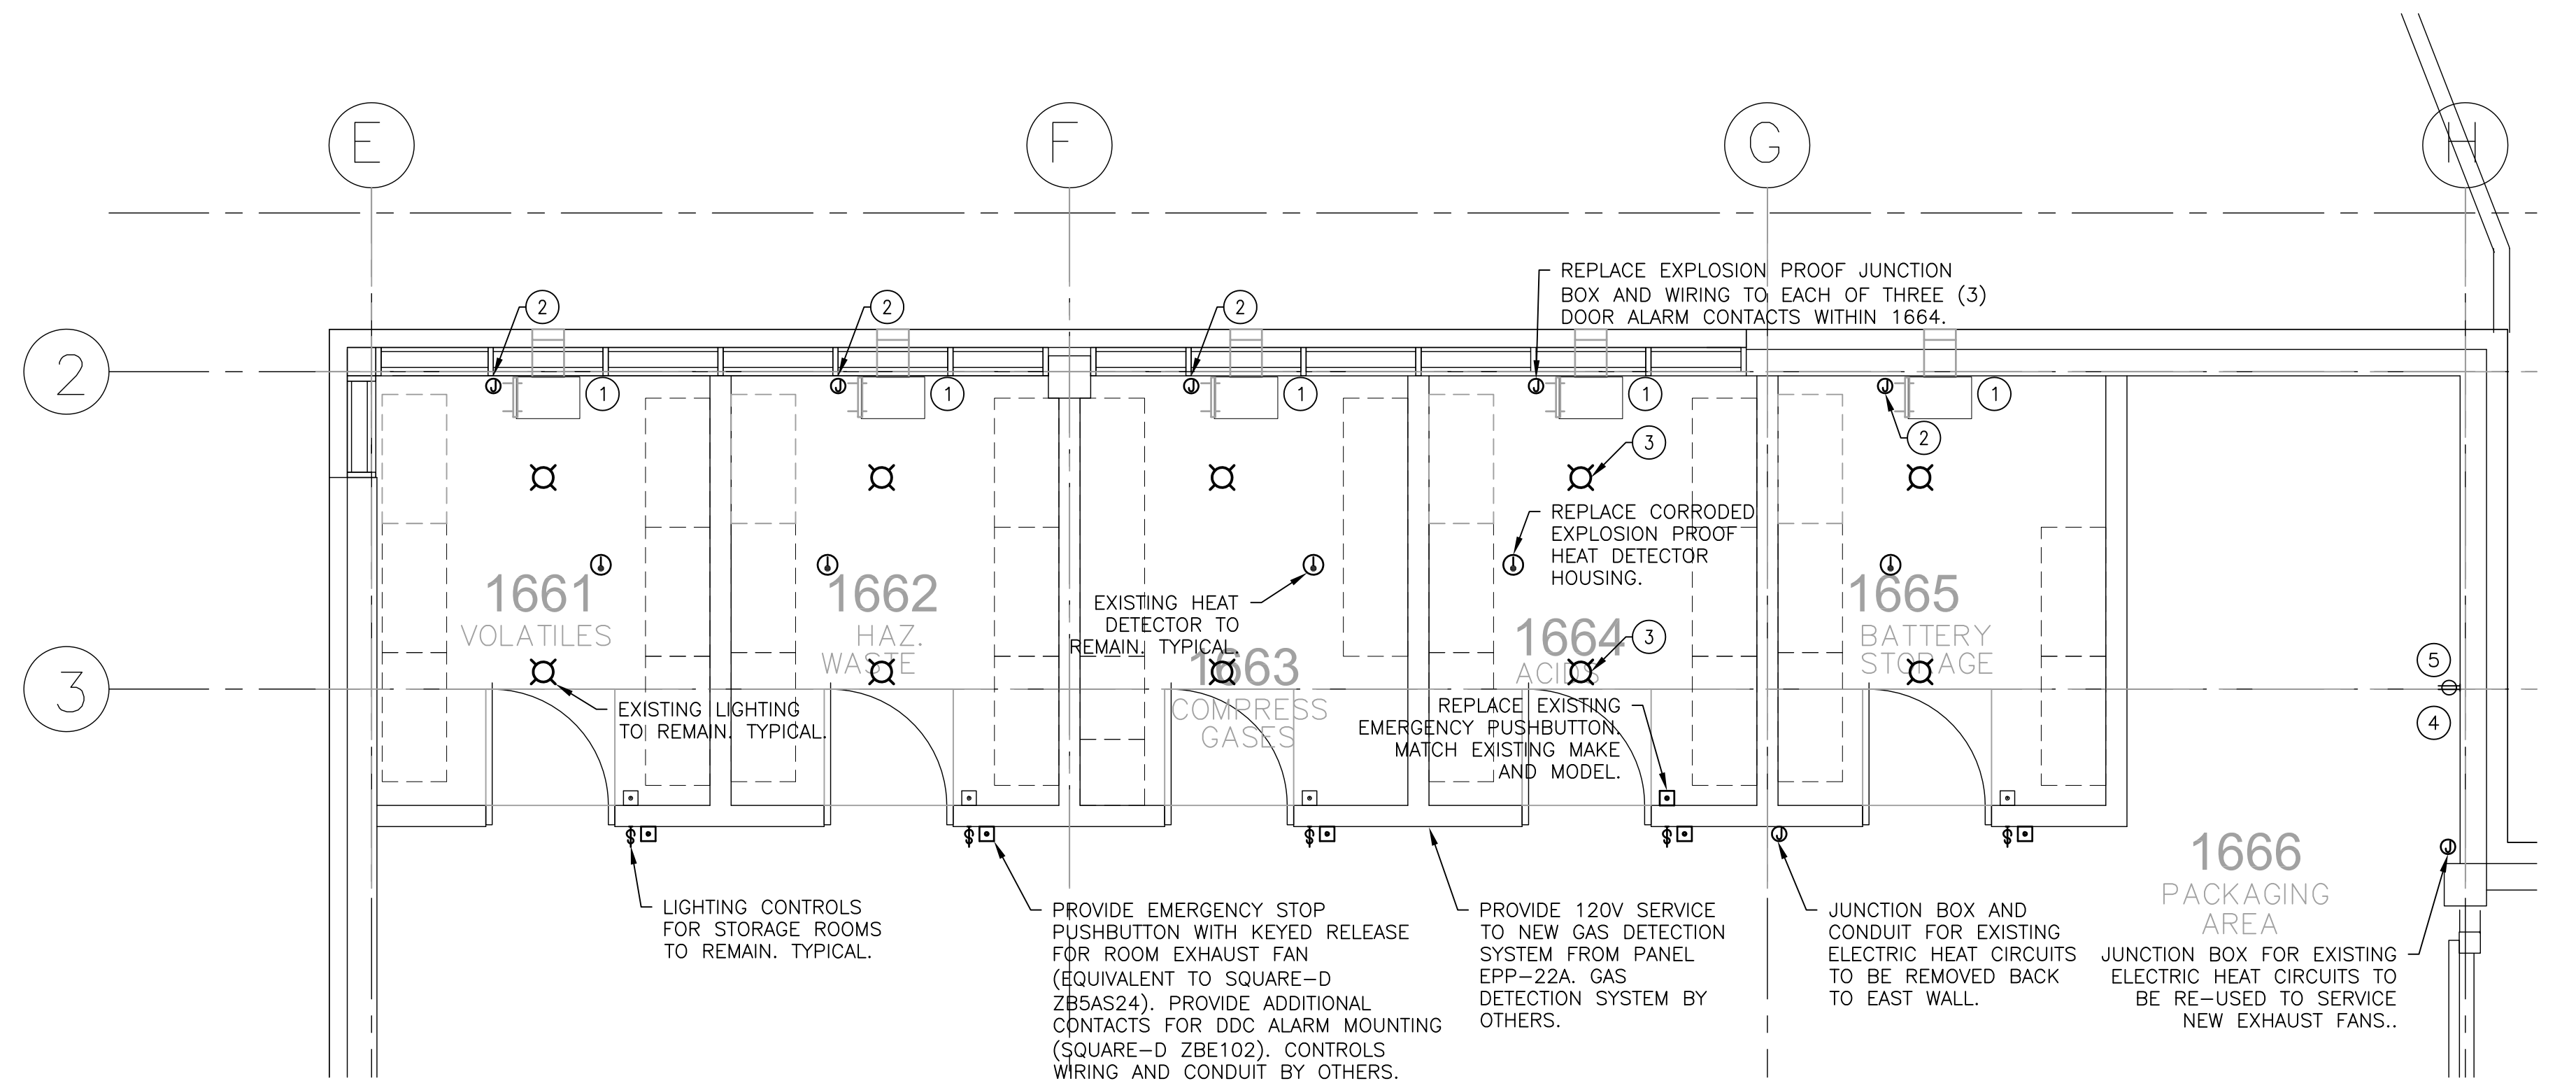 E
F
G
H
REPLACE EXPLOSION PROOF JUNCTION
BOX AND WIRING TO EACH OF THREE (3)
DOOR ALARM CONTACTS WITHIN 1664.
2
2
2
2
1
1
1
1
1
2
3
REPLACE CORRODED
EXPLOSION PROOF
HEAT DETECTOR
HOUSING.
1661
VOLATILES
1662
HAZ.
WASTE
EXISTING HEAT
DETECTOR TO
REMAIN. TYPICAL.
1663
COMPRESS
GASES
1664
ACIDS
3
1665
BATTERY
STORAGE
5
4
3
EXISTING LIGHTING
TO REMAIN. TYPICAL.
REPLACE EXISTING
EMERGENCY PUSHBUTTON.
MATCH EXISTING MAKE
AND MODEL.
J
J
J
J
J
J
J
$
$
$
$
$
1666
PACKAGING
AREA
LIGHTING CONTROLS
FOR STORAGE ROOMS
TO REMAIN. TYPICAL.
PROVIDE EMERGENCY STOP
PUSHBUTTON WITH KEYED RELEASE
FOR ROOM EXHAUST FAN
(EQUIVALENT TO SQUARE-D
ZB5AS24). PROVIDE ADDITIONAL
CONTACTS FOR DDC ALARM MOUNTING
(SQUARE-D ZBE102). CONTROLS
WIRING AND CONDUIT BY OTHERS.
PROVIDE 120V SERVICE
TO NEW GAS DETECTION
SYSTEM FROM PANEL
EPP-22A. GAS
DETECTION SYSTEM BY
OTHERS.
JUNCTION BOX AND
CONDUIT FOR EXISTING
ELECTRIC HEAT CIRCUITS
TO BE REMOVED BACK
TO EAST WALL.
JUNCTION BOX FOR EXISTING
ELECTRIC HEAT CIRCUITS TO
BE RE-USED TO SERVICE
NEW EXHAUST FANS..